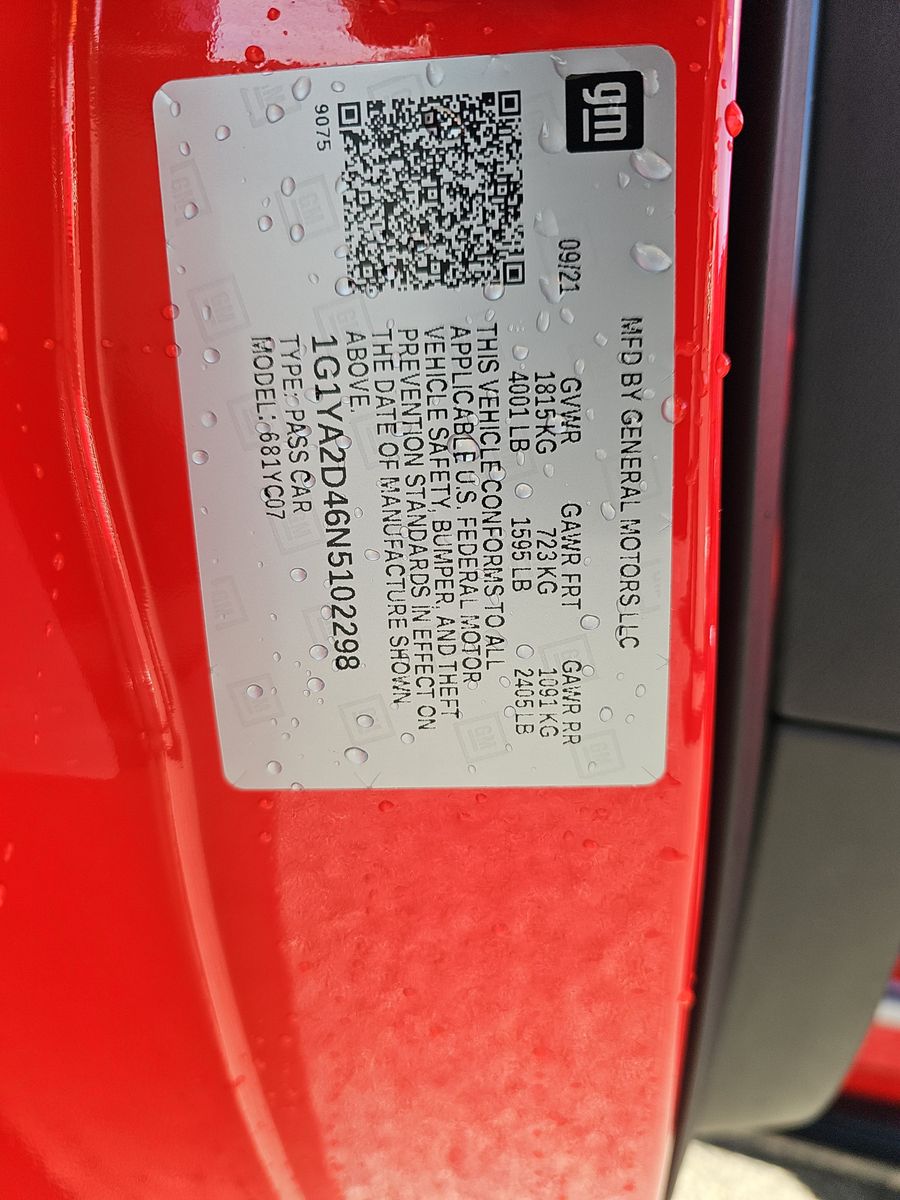 gm
MFD BY GENERAL MOTORS LLC
09/21
GVWR GAWR FRT GAWR RR
1815KG 723 KG 1091 KG
4001 LB 1595 LB 2405 LB
THIS VEHICLE CONFORMS TO ALL
APPLICABLE U.S. FEDERAL MOTOR
VEHICLE SAFETY, BUMPER, AND THEFT
PREVENTION STANDARDS IN EFFECT ON
THE DATE OF MANUFACTURE SHOWN
ABOVE.
1G1YA2D46N5102298
TYPE: PASS CAR
MODEL: 681YC07
9075